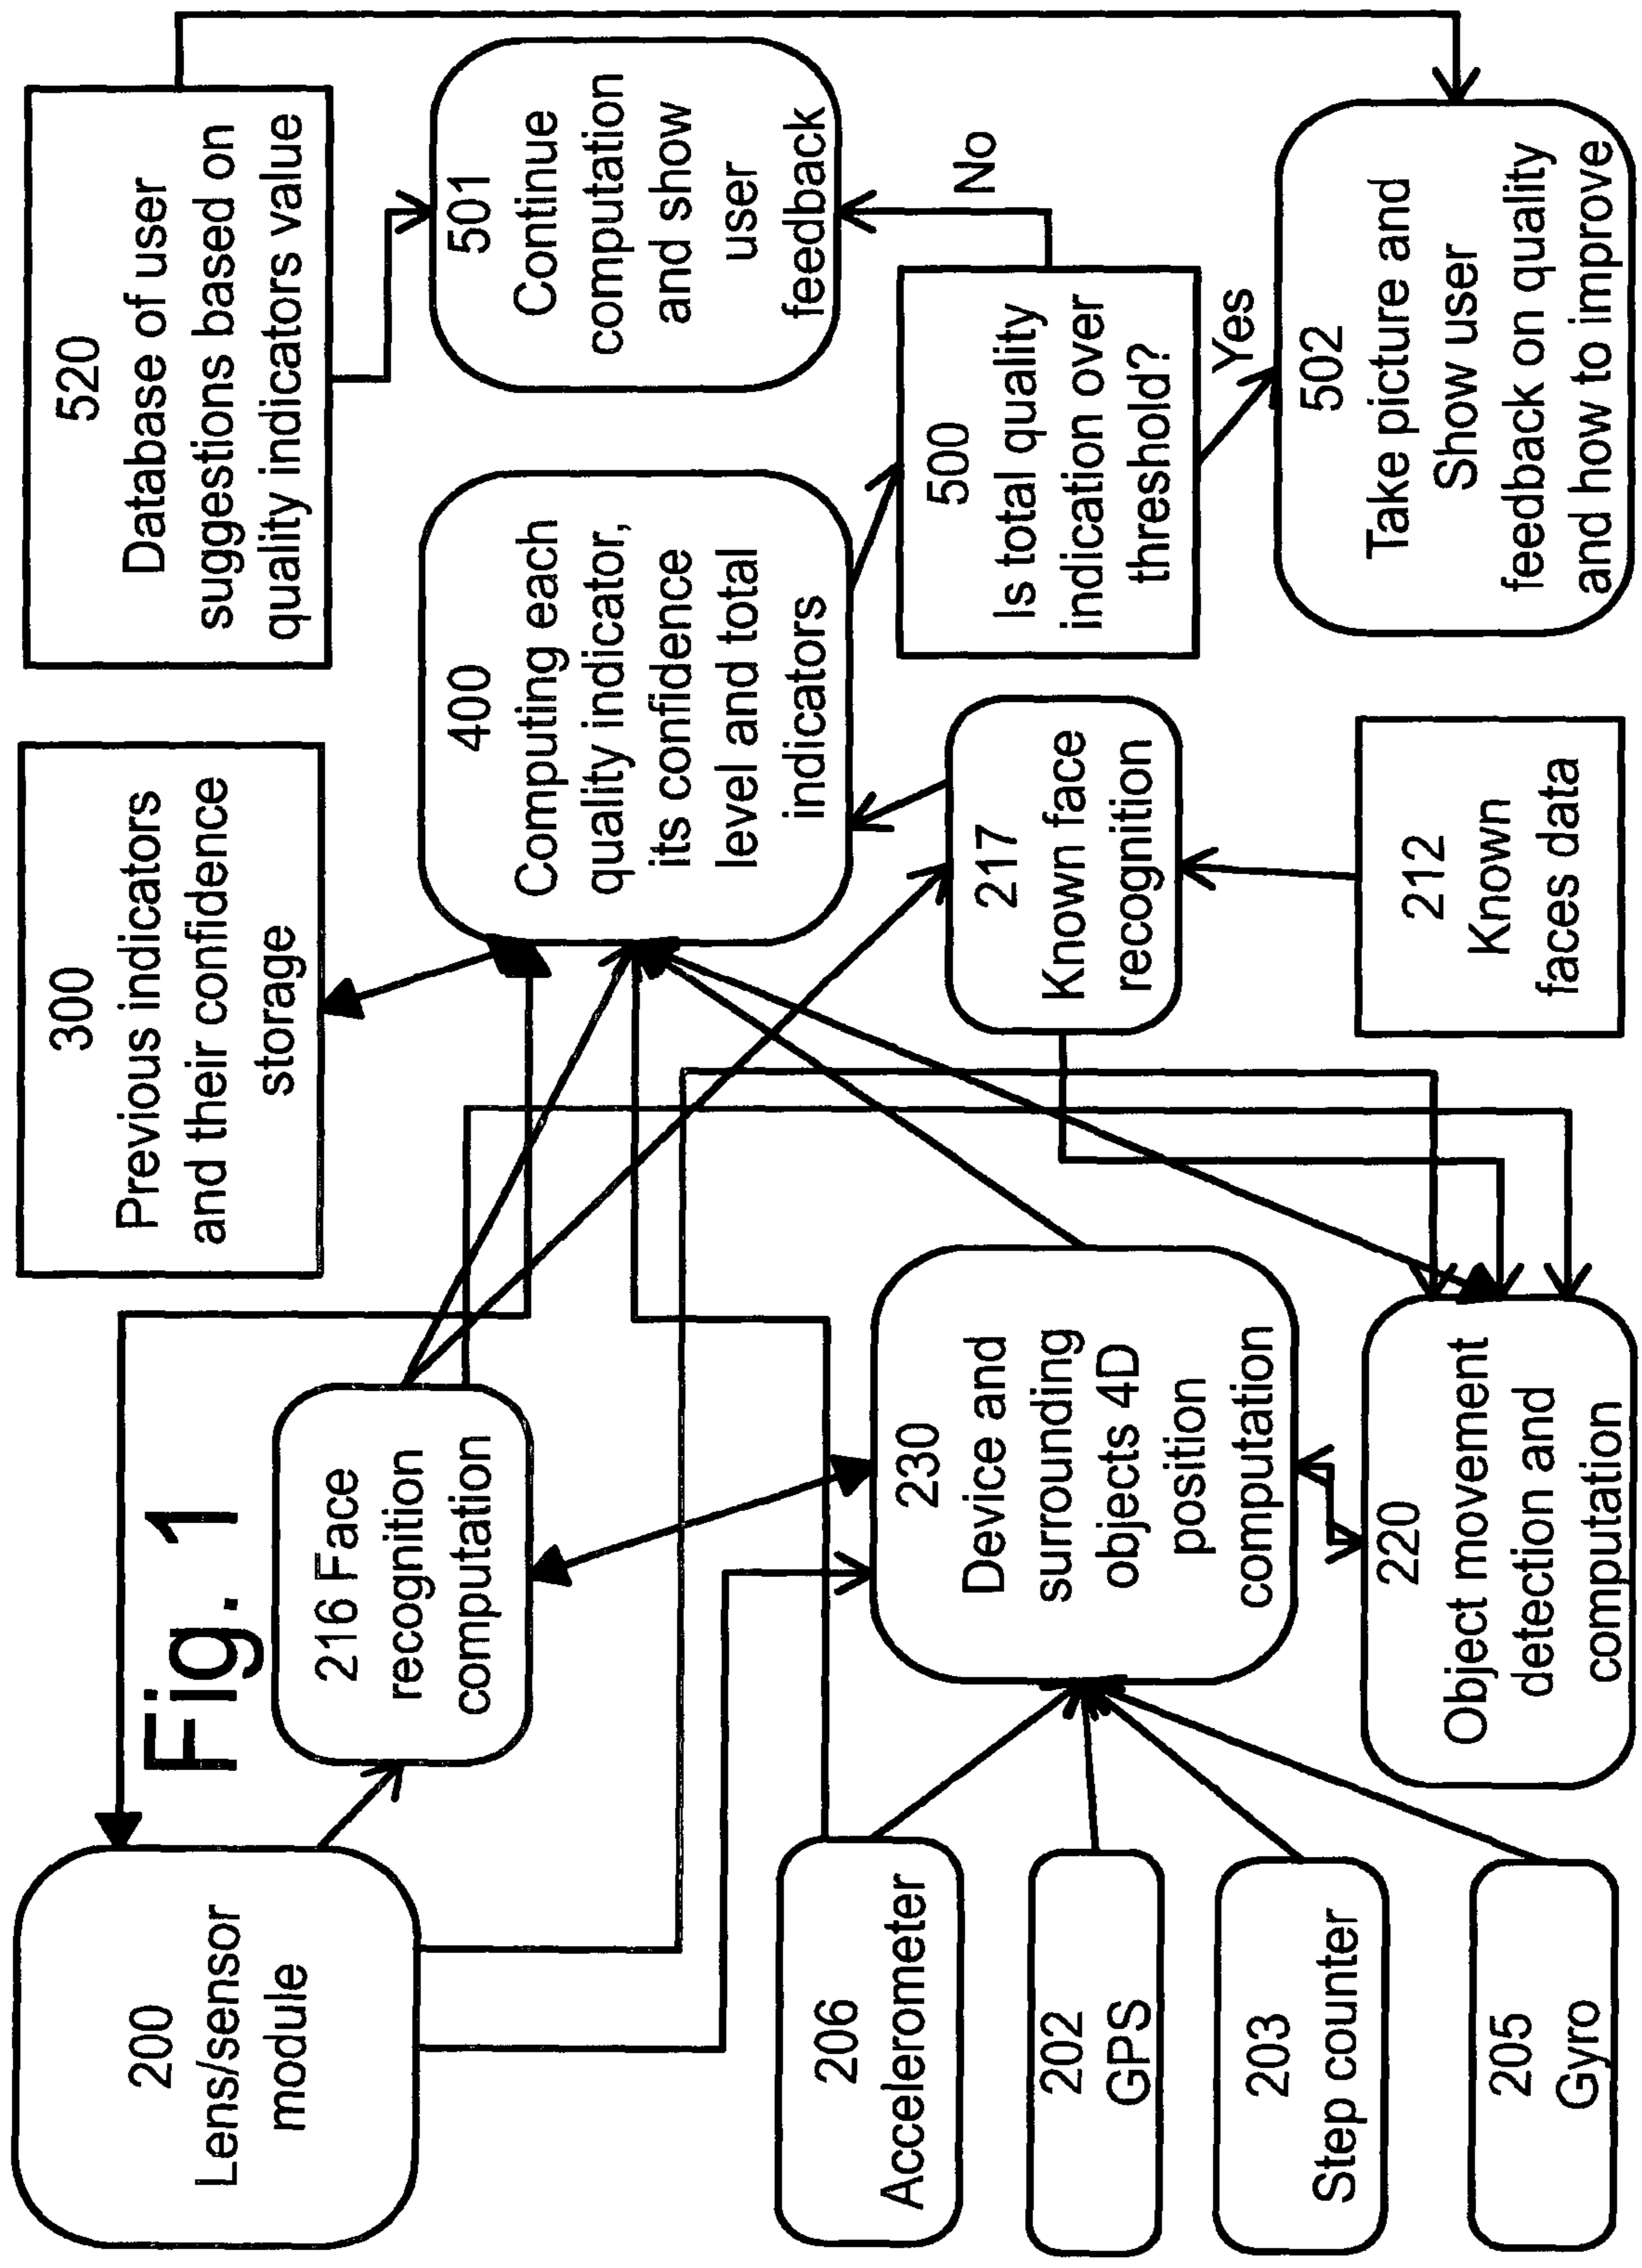 Fig. 1
200
Lens/sensor
module
216 Face
recognition
computation
300
Previous indicators
and their confidence
storage
520
Database of user
suggestions based on
quality indicators value
400
Computing each
quality indicator,
its confidence
level and total
indicators
501
Continue
computation
and show
user
feedback
206
Accelerometer
202
GPS
203
Step counter
205
Gyro
230
Device and
surrounding
objects 4D
position
computation
220
Object movement
detection and
computation
217
Known face
recognition
212
Known
faces data
500
Is total quality
indication over
threshold?
No
Yes
502
Take picture and
Show user
feedback on quality
and how to improve